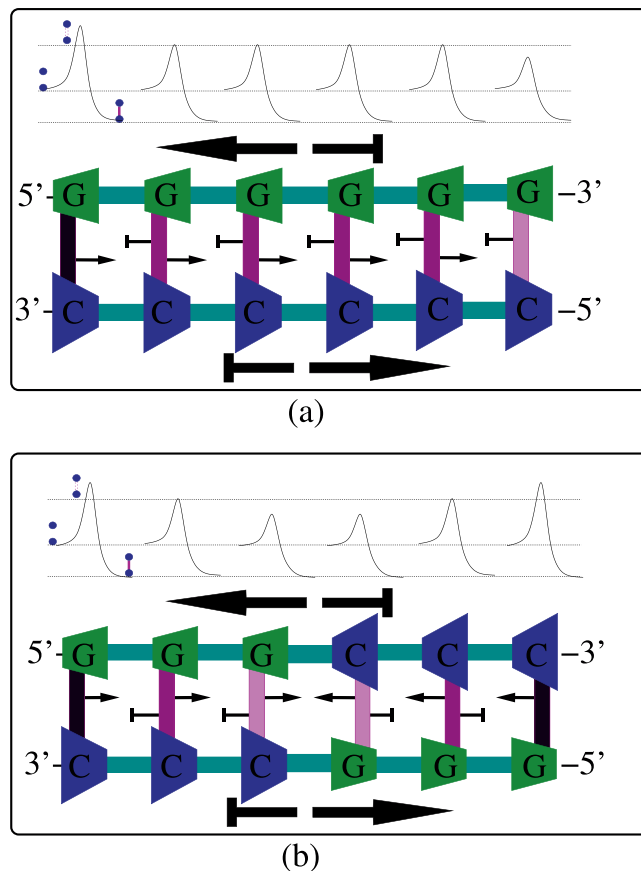 5’ G G G G G G –3’
3’ C C C C C C –5’
(a)
5’ G G G C C C –3’
3’ C C C G G G –5’
(b)